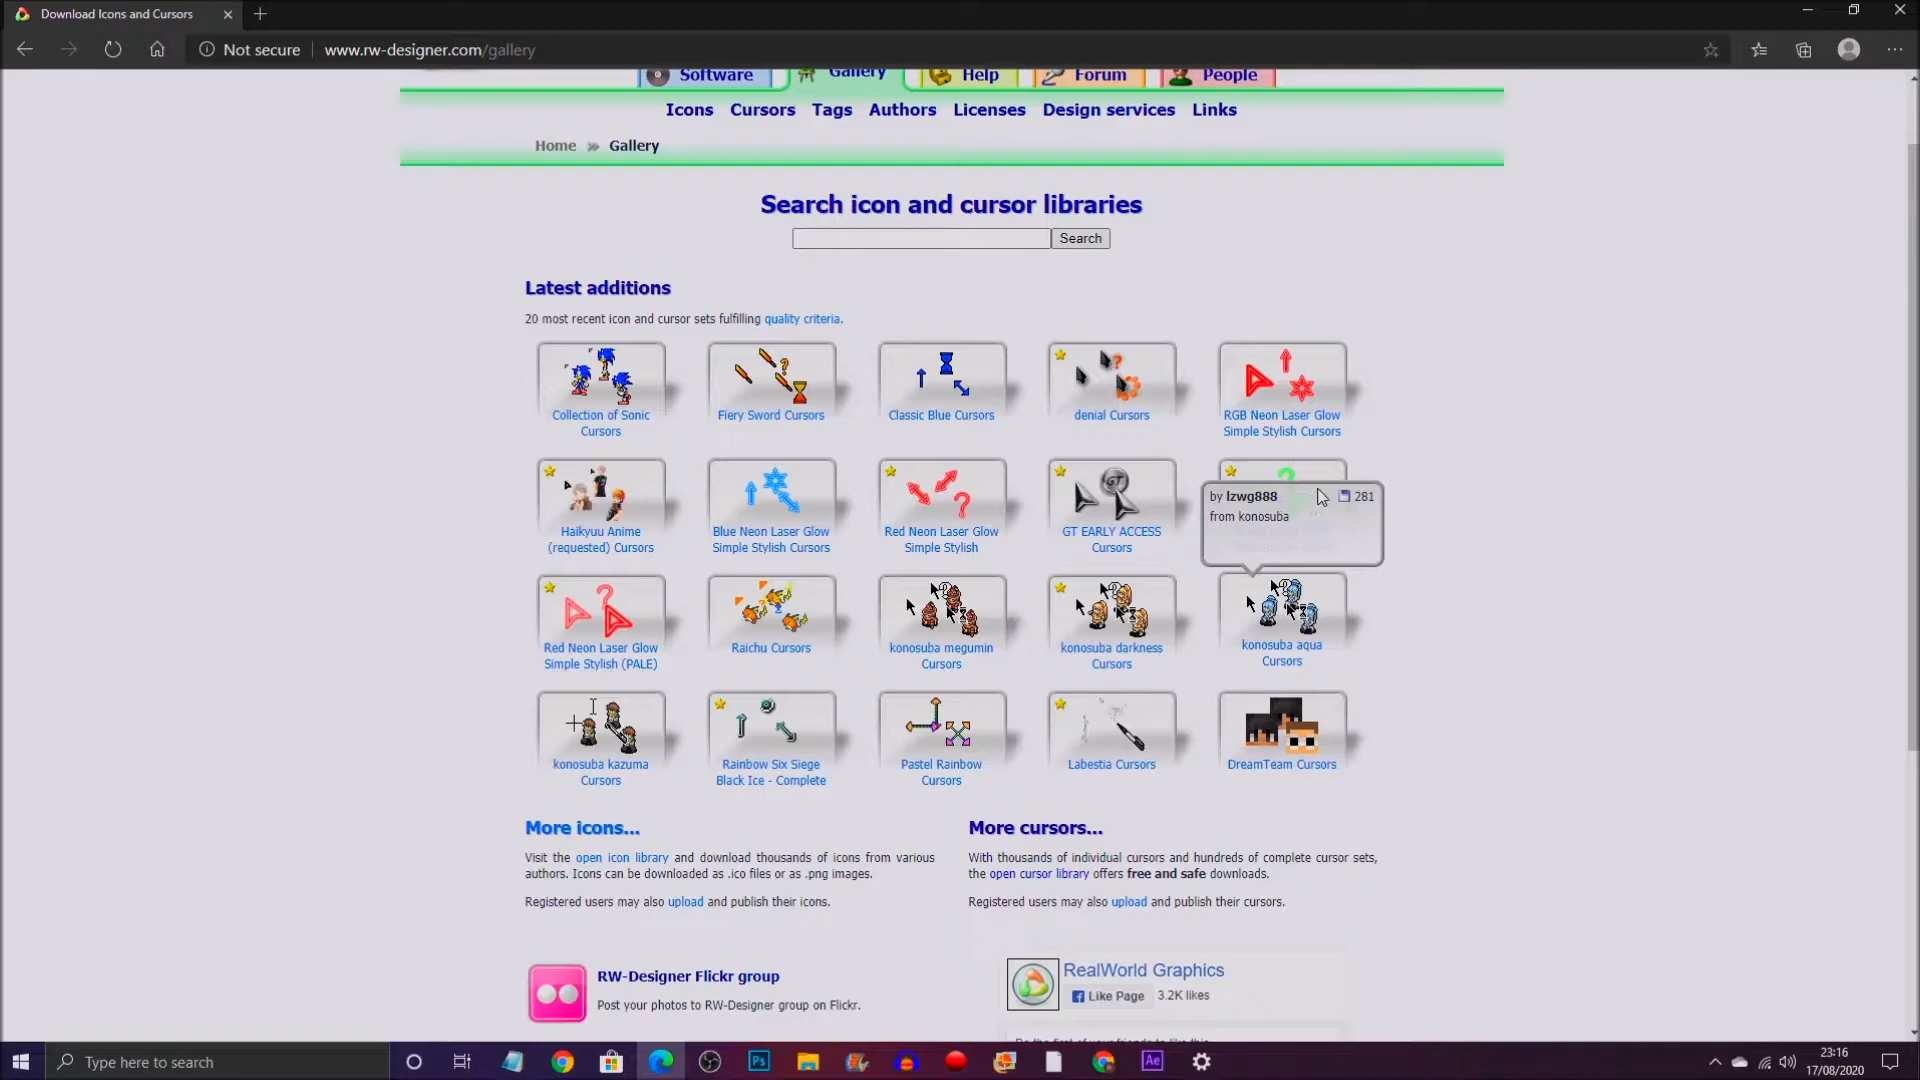 Download Icons and Cursors
Not secure
www.rw-designer.com/gallery
Software
Gallery
Help
Forum
People
Icons
Cursors
Tags
Authors
Licenses
Design services
Links
Home » Gallery
Search icon and cursor libraries
Search
Latest additions
20 most recent icon and cursor sets fulfilling quality criteria.
Collection of Sonic
Cursors
Fiery Sword Cursors
Classic Blue Cursors
denial Cursors
RGB Neon Laser Glow
Simple Stylish Cursors
Haikyuu Anime
(requested) Cursors
Blue Neon Laser Glow
Simple Stylish Cursors
Red Neon Laser Glow
Simple Stylish
GT
GT EARLY ACCESS
Cursors
by lzwg888
281
from konosuba
Red Neon Laser Glow
Simple Stylish (PALE)
Raichu Cursors
konosuba megumin
Cursors
konosuba darkness
Cursors
konosuba aqua
Cursors
konosuba kazuma
Cursors
Rainbow Six Siege
Black Ice - Complete
Pastel Rainbow
Cursors
Labestia Cursors
DreamTeam Cursors
More icons...
Visit the open icon library and download thousands of icons from various
authors. Icons can be downloaded as .ico files or as .png images.
Registered users may also upload and publish their icons.
More cursors...
With thousands of individual cursors and hundreds of complete cursor sets,
the open cursor library offers free and safe downloads.
Registered users may also upload and publish their cursors.
RW-Designer Flickr group
Post your photos to RW-Designer group on Flickr.
RealWorld Graphics
Like Page
3.2K likes
Type here to search
Ps
Ae
23:16
17/08/2020